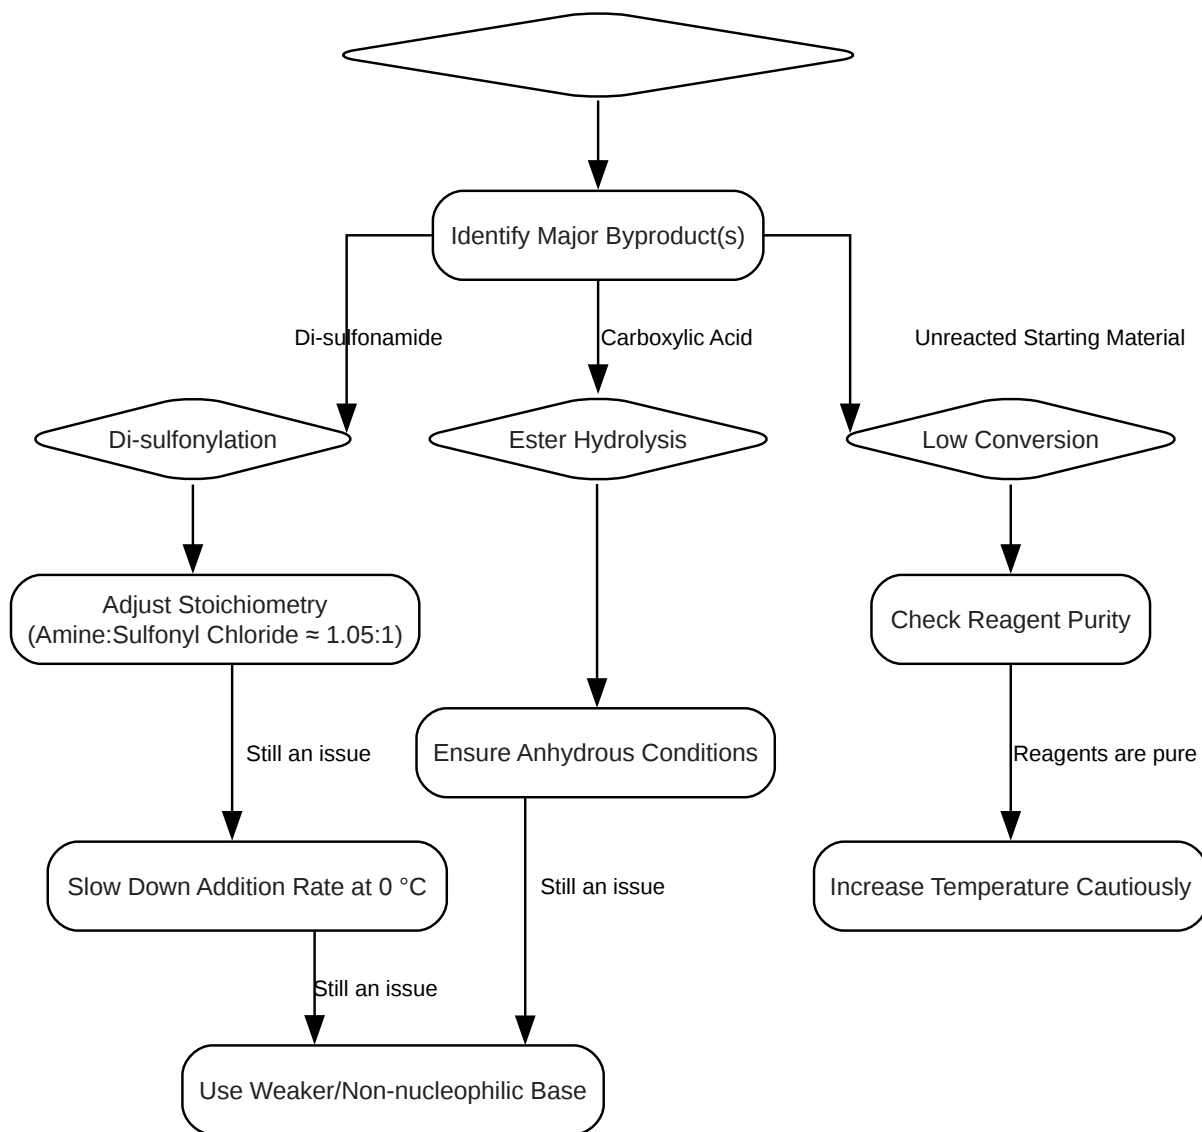 Identify Major Byproduct(s)
Di-sulfonamide
Carboxylic Acid
Unreacted Starting Material
Di-sulfonylation
Ester Hydrolysis
Low Conversion
Adjust Stoichiometry
(Amine:Sulfonyl Chloride ≈ 1.05:1)
Check Reagent Purity
Still an issue
Ensure Anhydrous Conditions
Reagents are pure
Slow Down Addition Rate at 0 °C
Still an issue
Increase Temperature Cautiously
Still an issue
Use Weaker/Non-nucleophilic Base